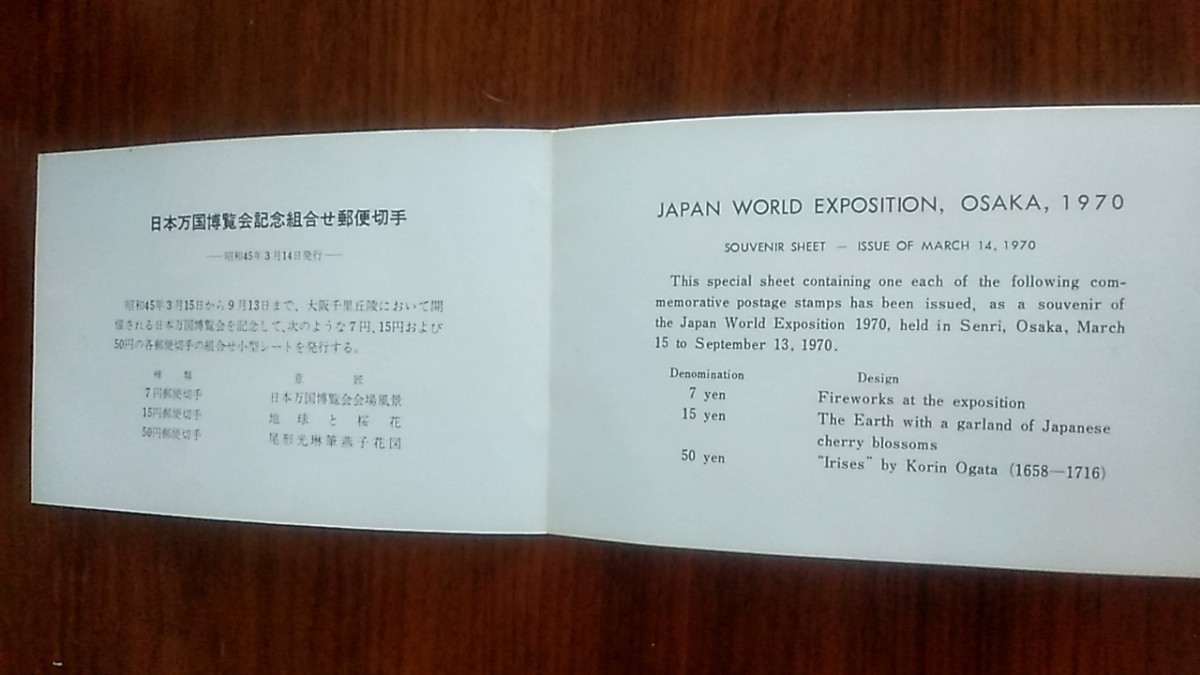 日本万国博覧会記念組合せ郵便切手
——昭和45年3月14日発行——
昭和45年3月15日から9月13日まで、大阪千里丘陵において開
催される日本万国博覧会を記念して、次のような7円、15円および
50円の各郵便切手の組合せ小型シートを発行する。
種類 意匠
7円郵便切手 日本万国博覧会会場風景
15円郵便切手 地球と桜花
50円郵便切手 尾形光琳筆燕子花図
JAPAN WORLD EXPOSITION, OSAKA, 1970
SOUVENIR SHEET — ISSUE OF MARCH 14, 1970
This special sheet containing one each of the following com-
memorative postage stamps has been issued, as a souvenir of
the Japan World Exposition 1970, held in Senri, Osaka, March
15 to September 13, 1970.
Denomination Design
7 yen Fireworks at the exposition
15 yen The Earth with a garland of Japanese
cherry blossoms
50 yen "Irises" by Korin Ogata (1658—1716)